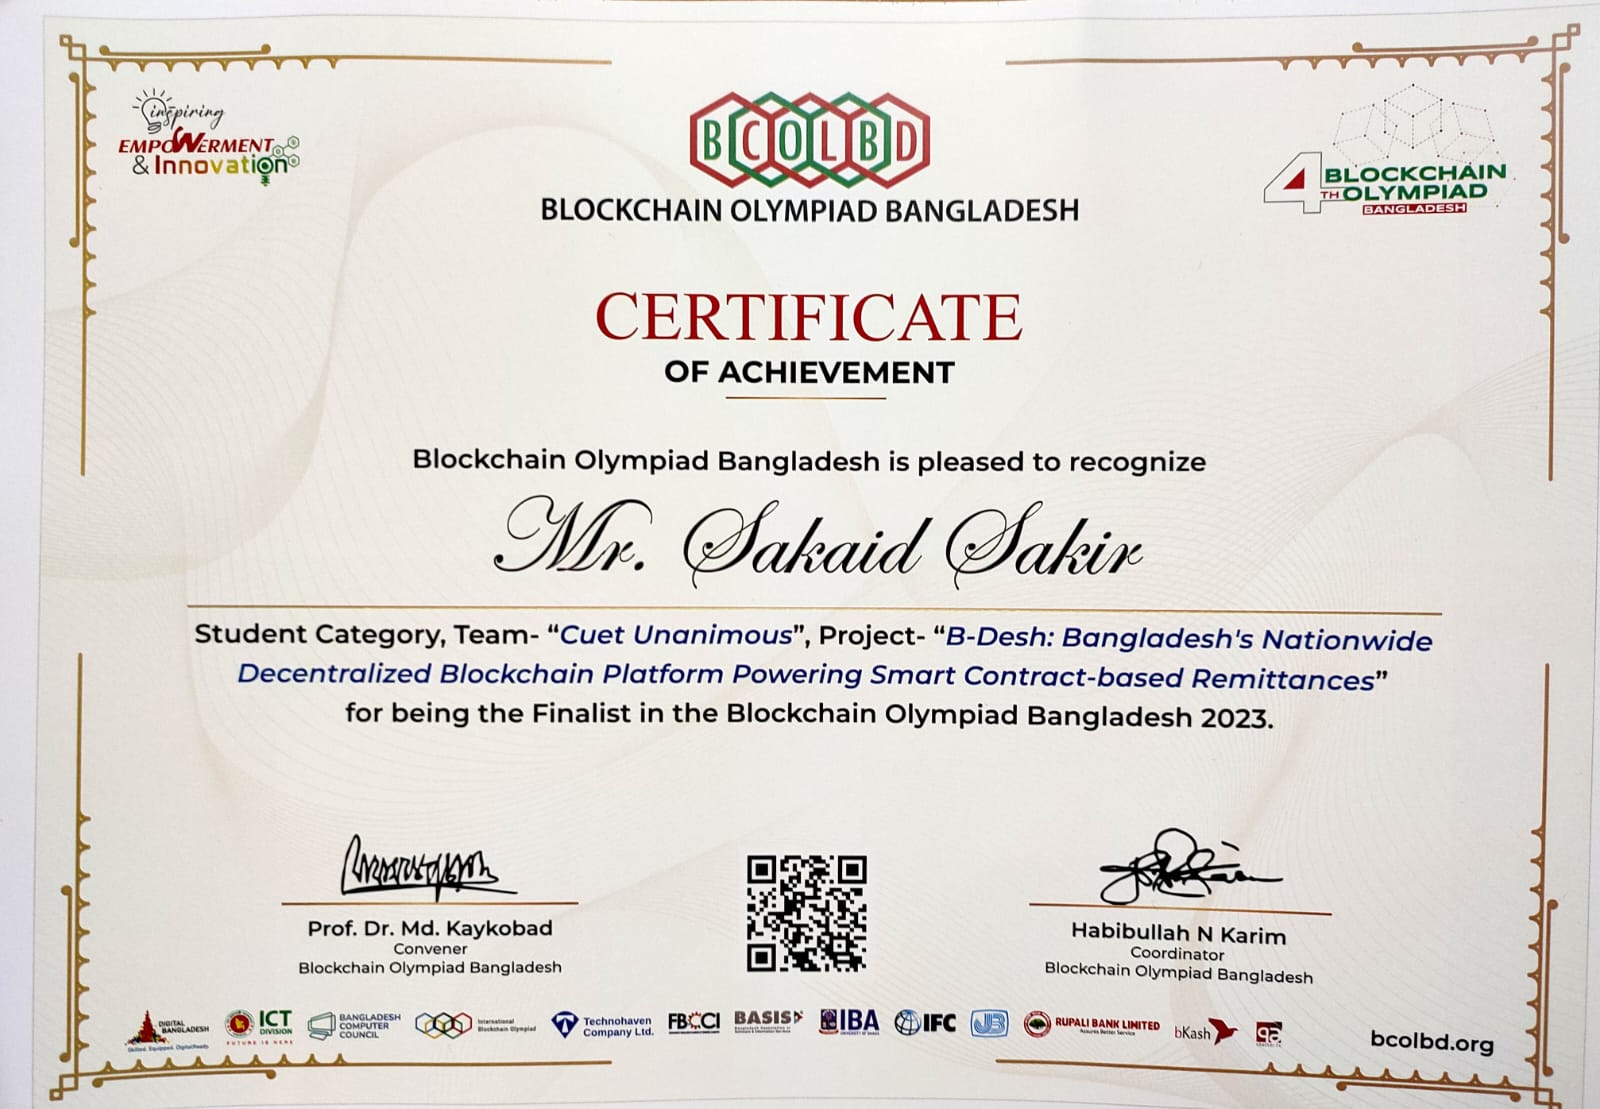 inspiring
EMPOWERMENT
& Innovation
BCOLBD
BLOCKCHAIN OLYMPIAD BANGLADESH
4TH BLOCKCHAIN
OLYMPIAD
BANGLADESH
CERTIFICATE
OF ACHIEVEMENT
Blockchain Olympiad Bangladesh is pleased to recognize
Mr. Sakaid Sakir
Student Category, Team- “Cuet Unanimous”, Project- “B-Desh: Bangladesh's Nationwide
Decentralized Blockchain Platform Powering Smart Contract-based Remittances”
for being the Finalist in the Blockchain Olympiad Bangladesh 2023.
Prof. Dr. Md. Kaykobad
Convener
Blockchain Olympiad Bangladesh
Habibullah N Karim
Coordinator
Blockchain Olympiad Bangladesh
DIGITAL
BANGLADESH
ICT
DIVISION
FUTURE IS HERE
BANGLADESH
COMPUTER
COUNCIL
International
Blockchain Olympiad
Technohaven
Company Ltd.
FBCCI
BASIS
IBA
IFC
RUPALI BANK LIMITED
bKash
bcolbd.org